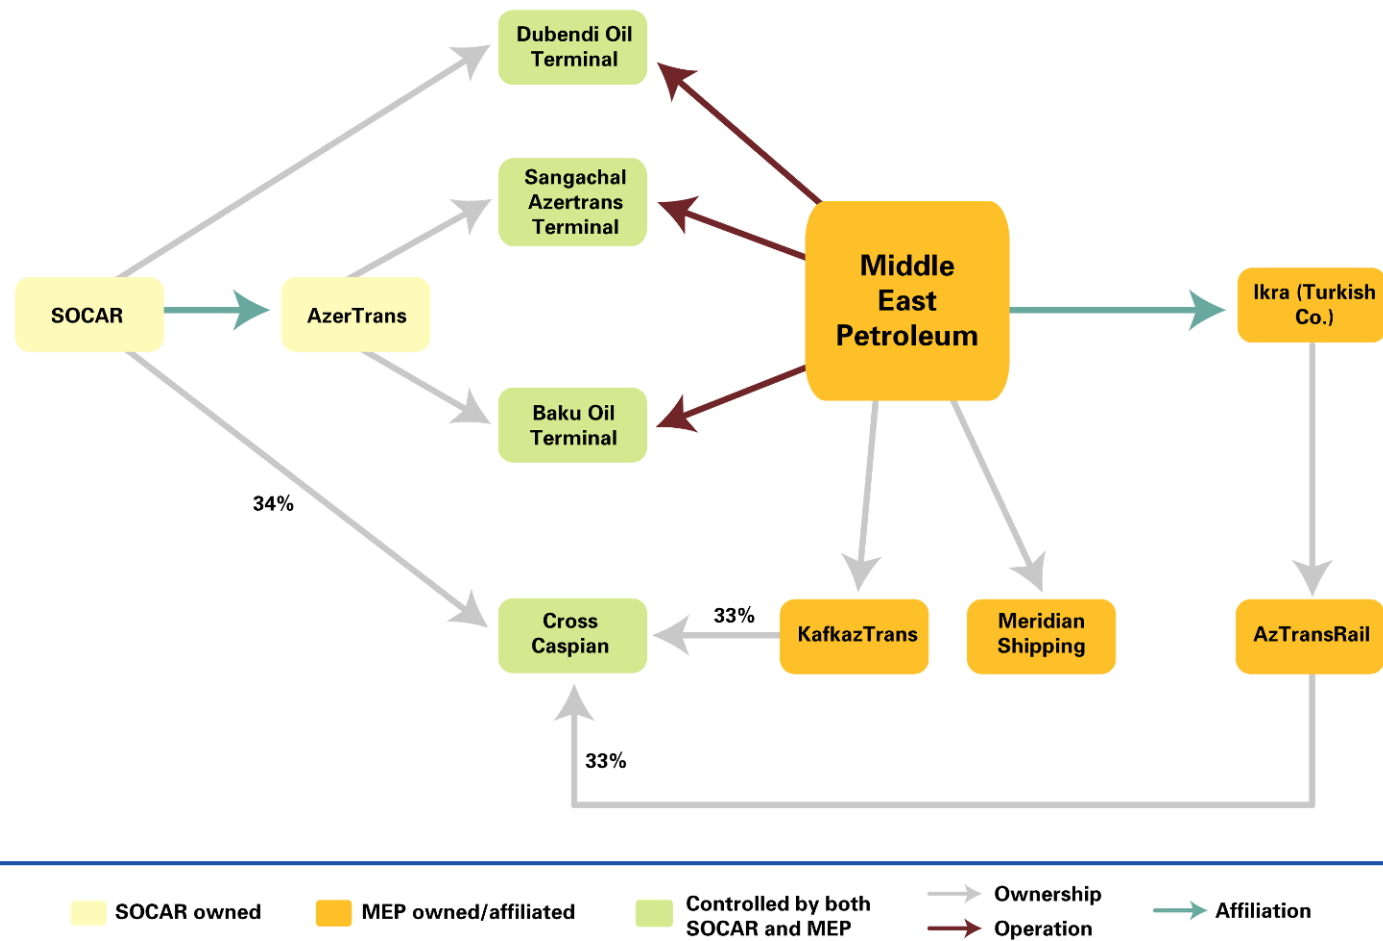 Dubendi Oil
Terminal
Sangachal
Azertrans
Terminal
Middle
East
Petroleum
Ikra (Turkish
Co.)
SOCAR
AzerTrans
Baku Oil
Terminal
34%
Cross
Caspian
33%
KafkazTrans
Meridian
Shipping
AzTransRail
33%
SOCAR owned
MEP owned/affiliated
Controlled by both
SOCAR and MEP
Ownership
Operation
Affiliation